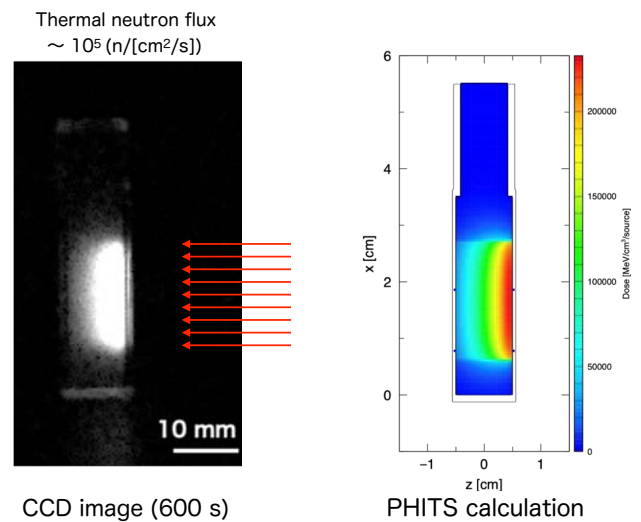 Thermal neutron flux
～ 10⁵ (n/[cm²/s])
10 mm
CCD image (600 s)
6
4
2
0
x [cm]
−1
0
1
z [cm]
200000
150000
100000
50000
0
Dose [MeV/cm³/source]
PHITS calculation